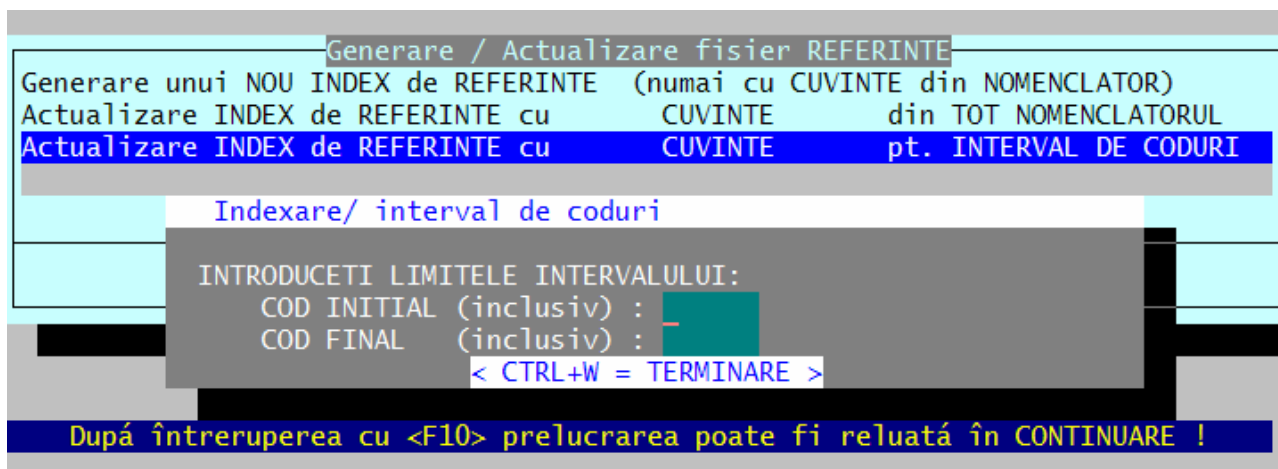 Generare / Actualizare fisier REFERINTE
Generare unui NOU INDEX de REFERINTE (numai cu CUVINTE din NOMENCLATOR)
Actualizare INDEX de REFERINTE cu CUVINTE din TOT NOMENCLATORUL
Actualizare INDEX de REFERINTE cu CUVINTE pt. INTERVAL DE CODURI
Indexare/ interval de coduri
INTRODUCETI LIMITELE INTERVALULUI:
COD INITIAL (inclusiv) :
COD FINAL (inclusiv) :
< CTRL+W = TERMINARE >
Dupá întreruperea cu <F10> prelucrarea poate fi reluatá în CONTINUARE !